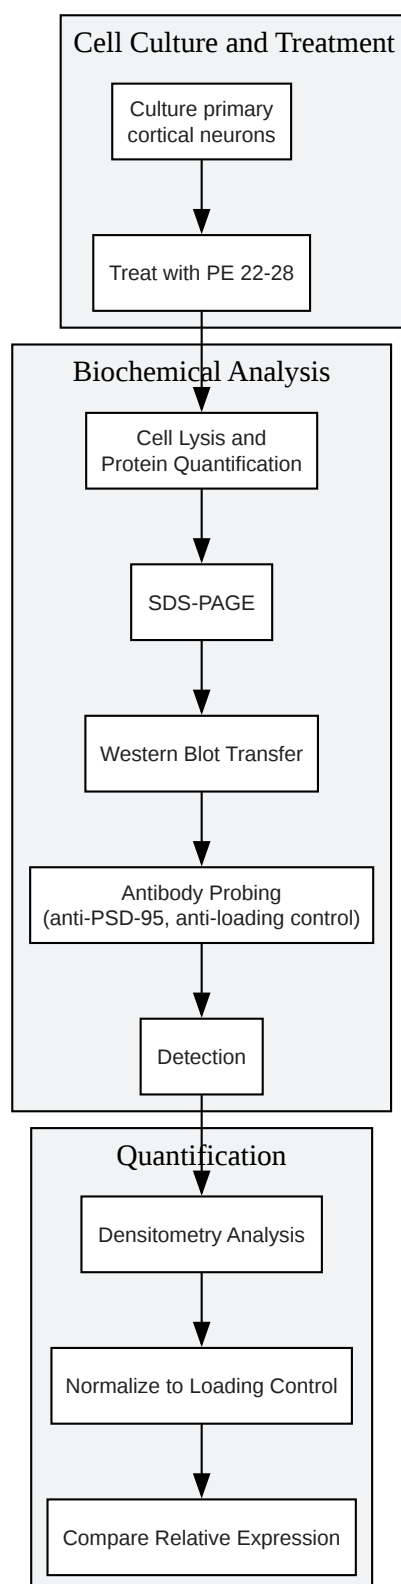 Cell Culture and Treatment
Culture primary
cortical neurons
Treat with PE 22-28
Biochemical Analysis
Cell Lysis and
Protein Quantification
SDS-PAGE
Western Blot Transfer
Antibody Probing
(anti-PSD-95, anti-loading control)
Detection
Quantification
Densitometry Analysis
Normalize to Loading Control
Compare Relative Expression